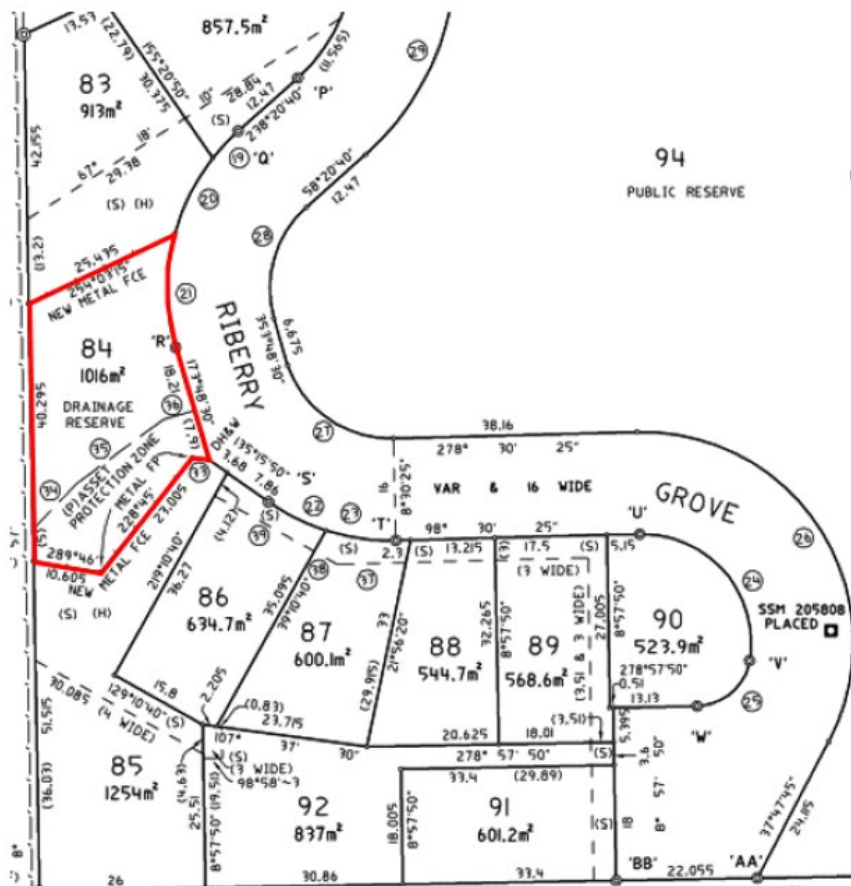 13.53
(22.79)
155°20'50"
30.375
857.5m²
(11.565)
29
83
913m²
10"
28.84
12.47
'P'
(S)
238°20'40"
42.155
18'
19
'Q'
67°
29.38
58°20'40"
12.47
94
PUBLIC RESERVE
20
(S) (H)
28
(13.2)
25.435
254°03'15"
NEW METAL FCE
21
RIBERRY
353°48'30"
6.675
'R'
84
1016m²
18.21
173°48'30"
40.295
DRAINAGE
RESERVE
36
(7.9)
DH&W
27
38.16
278° 30' 25"
35
(P) ASSET
PROTECTION ZONE
METAL FP
33
135°15'50"
3.68
7.86
'S'
16
8°30'25"
VAR & 16 WIDE
GROVE
34
228°45'
23.005
(S)
22
23
'T'
98° 30' 25"
'U'
26
(S)
289°46'
10.605
NEW METAL FCE
(4.12)
39
(S)
2.3
(S)
13.215
(3)
17.5
(S)
5.15
38
37
(3 WIDE)
24
219°10'40"
36.27
(S) (H)
86
634.7m²
35.095
39°10'40"
87
600.1m²
33
21°56'20"
(29.915)
88
544.7m²
32.265
8°57'50"
89
568.6m²
(3.51 & 3 WIDE)
27.005
8°57'50"
90
523.9m²
SSM 205808
PLACED
278°57'50"
0.51
'V'
13.13
25
'W'
30.085 (4 WIDE)
129°10'40"
15.8
(S)
2.205
(0.83)
23.715
107° 37' 30"
20.625
18.01
(3.51)
278° 57' 50"
5.395
(S)
3.6
51.515
(36.03)
85
1254m²
(4.63)
(S)
(3 WIDE)
98°58'~3
25.51
8°57'50"
(19.51)
92
837m²
33.4
(29.89)
18.005
8°57'50"
91
601.2m²
(S)
18
8° 57' 50"
37°47'45"
24.115
8°
26
30.86
33.4
'BB'
22.055
'AA'